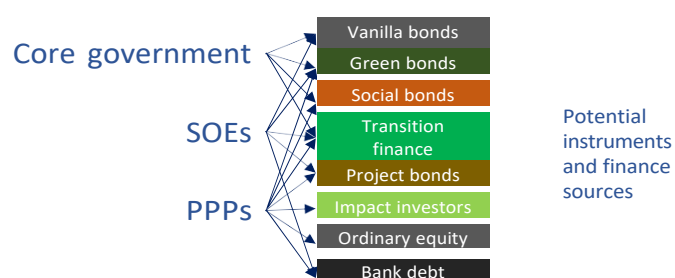 Core government
SOEs
PPPs
Vanilla bonds
Green bonds
Social bonds
Transition
finance
Project bonds
Impact investors
Ordinary equity
Bank debt
Potential
instruments
and finance
sources